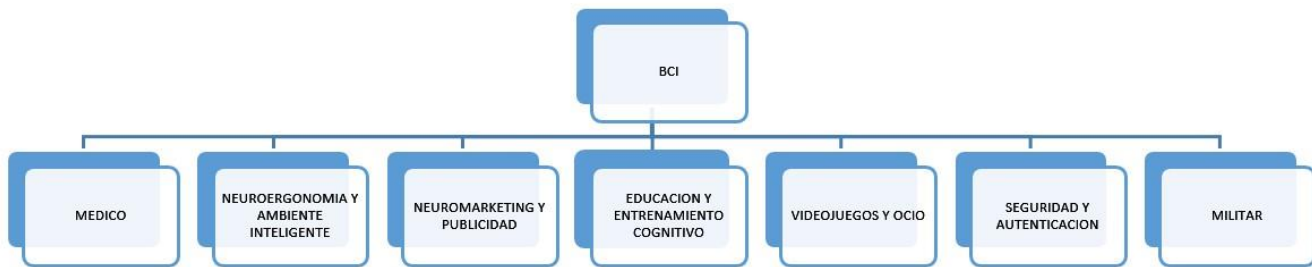 BCI
MEDICO
NEUROERGONOMIA Y
AMBIENTE
INTELIGENTE
NEUROMARKETING Y
PUBLICIDAD
EDUCACION Y
ENTRENAMIENTO
COGNITIVO
VIDEOJUEGOS Y OCIO
SEGURIDAD Y
AUTENTICACION
MILITAR